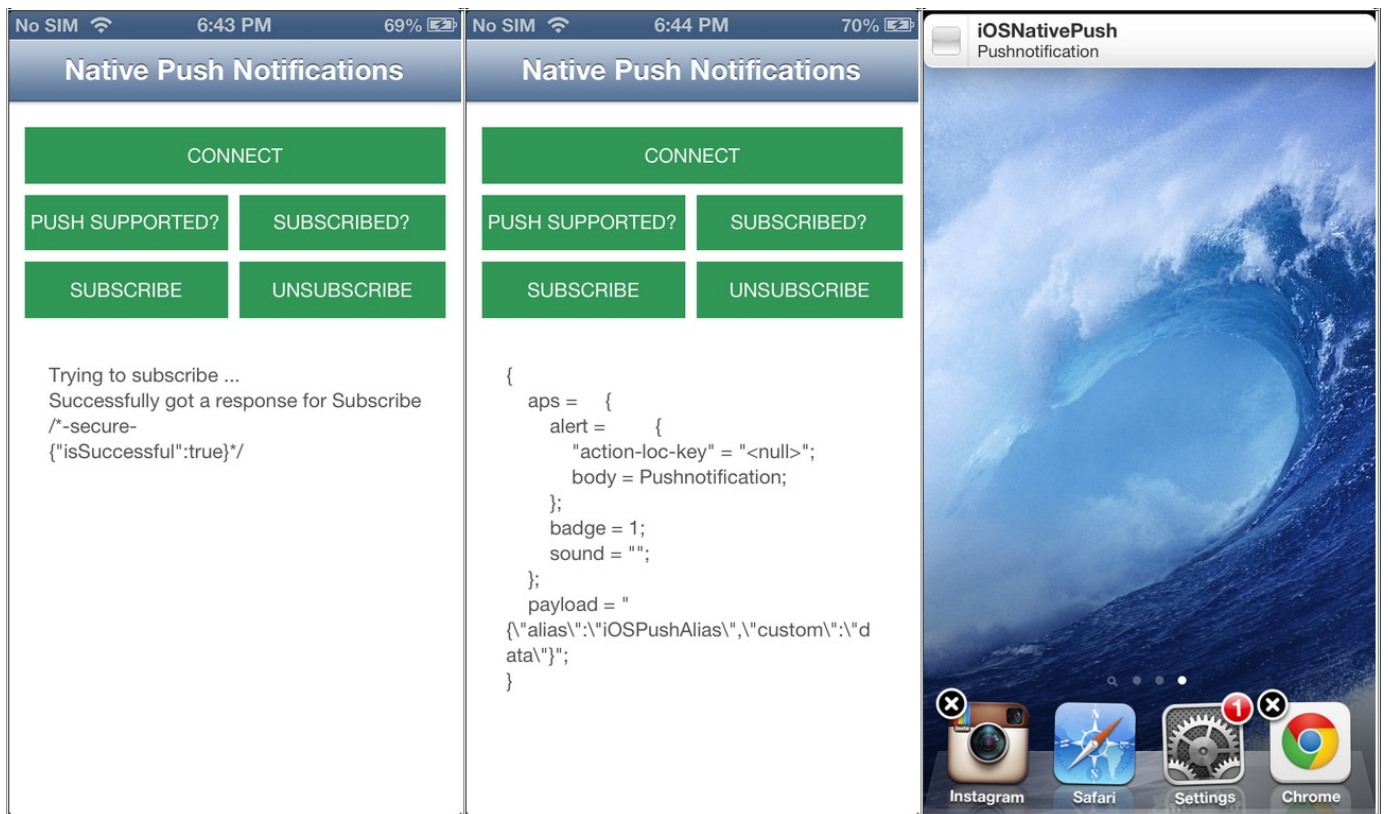 No SIM 6:43 PM 69%
Native Push Notifications
CONNECT
PUSH SUPPORTED? SUBSCRIBED?
SUBSCRIBE UNSUBSCRIBE
Trying to subscribe ...
Successfully got a response for Subscribe
/*-secure-
{"isSuccessful":true}*/
No SIM 6:44 PM 70%
Native Push Notifications
CONNECT
PUSH SUPPORTED? SUBSCRIBED?
SUBSCRIBE UNSUBSCRIBE
{
aps = {
alert = {
"action-loc-key" = "<null>";
body = Pushnotification;
};
badge = 1;
sound = "";
};
payload = "
{\"alias\":\"iOSPushAlias\",\"custom\":\"d
ata\"}";
}
iOSNativePush
Pushnotification
1
Instagram Safari Settings Chrome